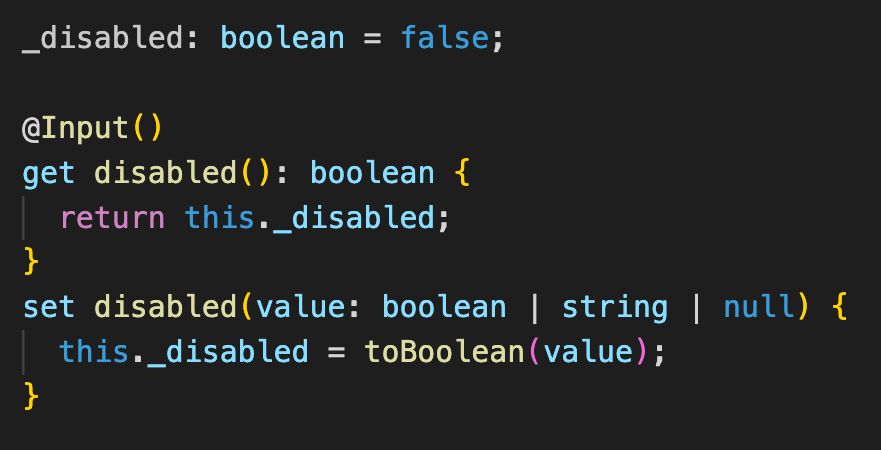 _disabled: boolean = false;
@Input()
get disabled(): boolean {
return this._disabled;
}
set disabled(value: boolean | string | null) {
this._disabled = toBoolean(value);
}